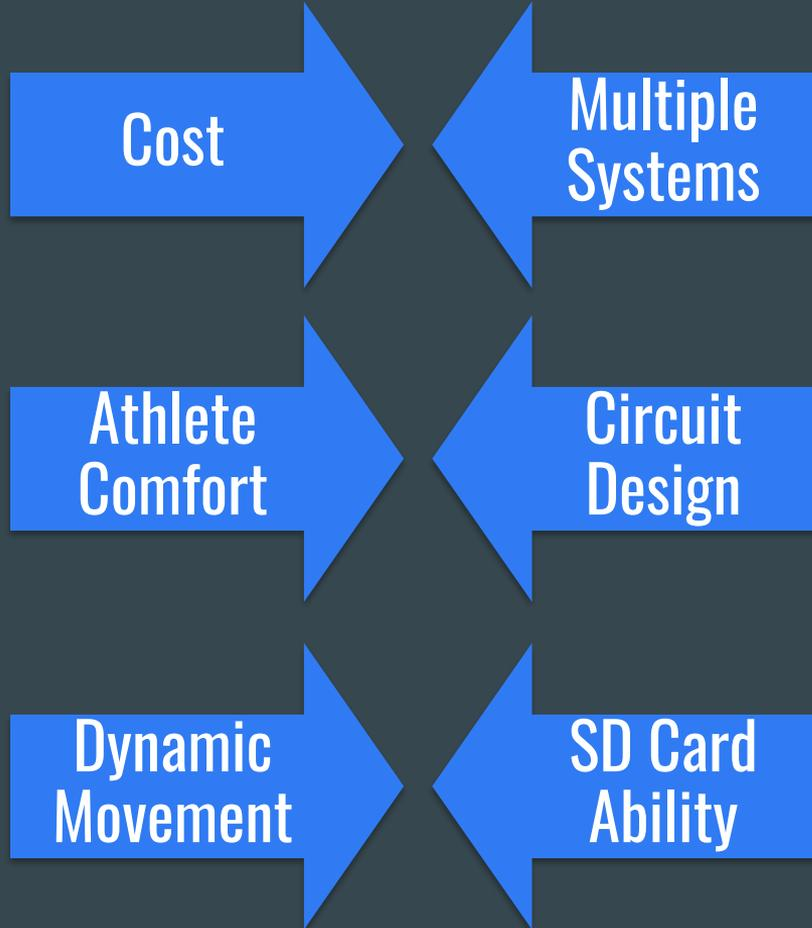 Cost
Multiple
Systems
Athlete
Comfort
Circuit
Design
Dynamic
Movement
SD Card
Ability